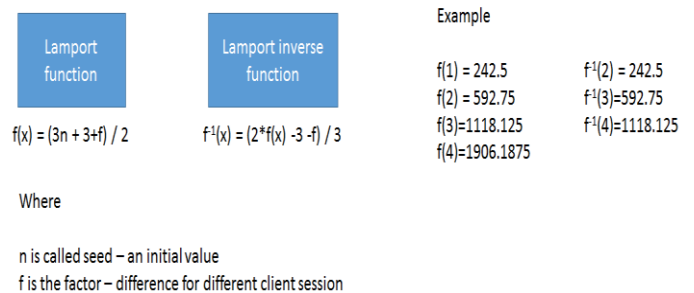 Lamport
function
f(x) = (3n + 3+f) / 2
Lamport inverse
function
f-1(x) = (2*f(x) -3 -f) / 3
Example
f(1) = 242.5
f(2) = 592.75
f(3)=1118.125
f(4)=1906.1875
f-1(2) = 242.5
f-1(3)=592.75
f-1(4)=1118.125
Where
n is called seed – an initial value
f is the factor – difference for different client session